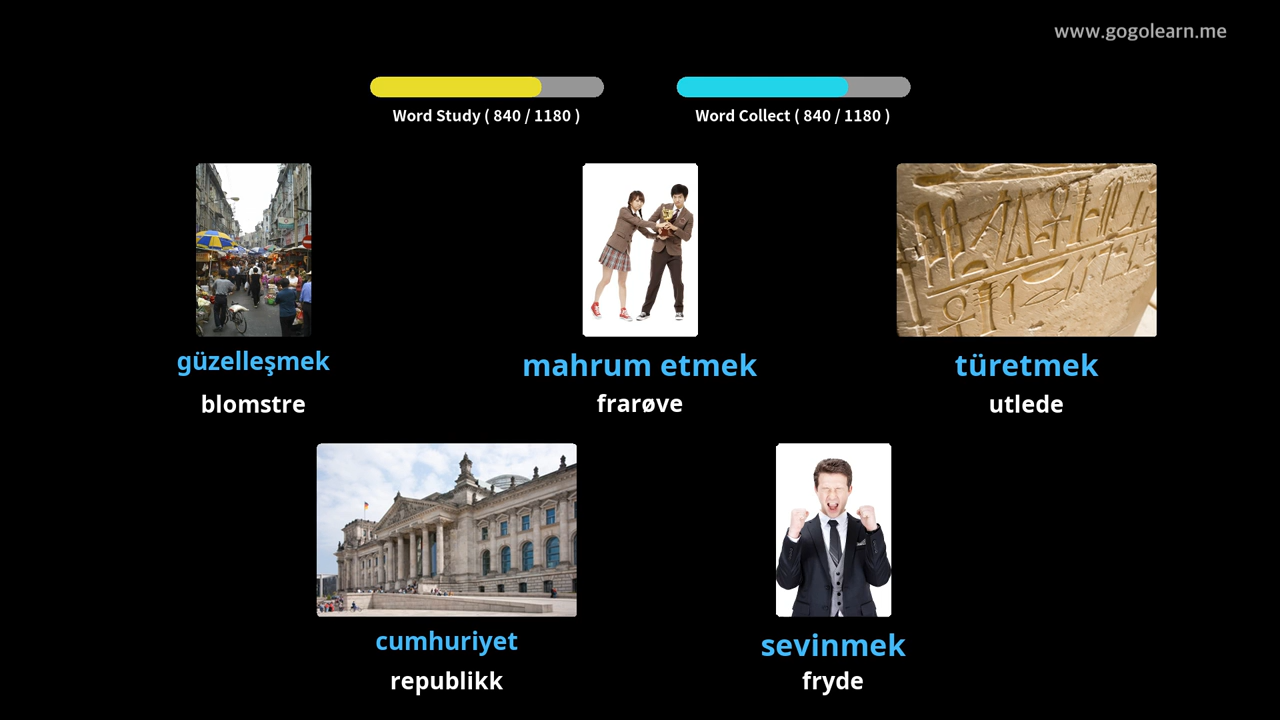 www.gogolearn.me
Word Study ( 840 / 1180 )
Word Collect ( 840 / 1180 )
güzelleşmek
blomstre
mahrum etmek
frarøve
türetmek
utlede
cumhuriyet
republikk
sevinmek
fryde